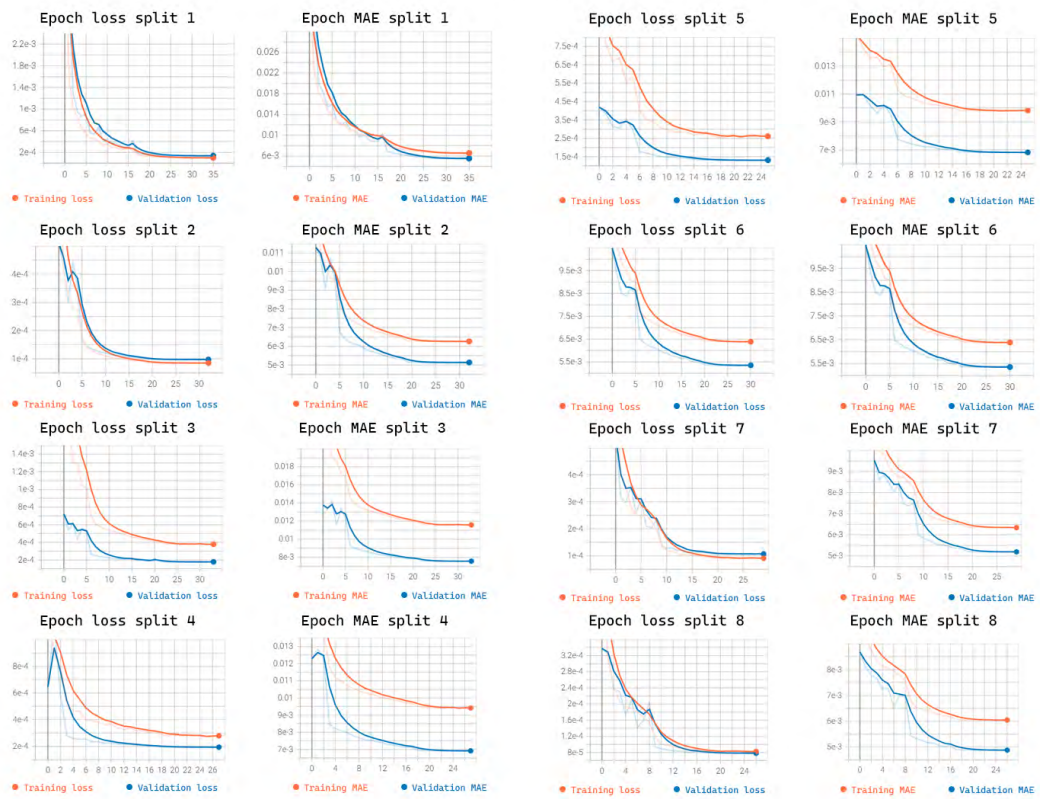 Epoch loss split 1
2.2e-3
1.8e-3
1.4e-3
1e-3
6e-4
2e-4
0 5 10 15 20 25 30 35
Training loss Validation loss
Epoch MAE split 1
0.026
0.022
0.018
0.014
0.01
6e-3
0 5 10 15 20 25 30 35
Training MAE Validation MAE
Epoch loss split 5
7.5e-4
6.5e-4
5.5e-4
4.5e-4
3.5e-4
2.5e-4
1.5e-4
0 2 4 6 8 10 12 14 16 18 20 22 24
Training loss Validation loss
Epoch MAE split 5
0.013
0.011
9e-3
7e-3
0 2 4 6 8 10 12 14 16 18 20 22 24
Training MAE Validation MAE
Epoch loss split 2
4e-4
3e-4
2e-4
1e-4
0 5 10 15 20 25 30
Training loss Validation loss
Epoch MAE split 2
0.011
0.01
9e-3
8e-3
7e-3
6e-3
5e-3
0 5 10 15 20 25 30
Training MAE Validation MAE
Epoch loss split 6
9.5e-3
8.5e-3
7.5e-3
6.5e-3
5.5e-3
0 5 10 15 20 25 30
Training loss Validation loss
Epoch MAE split 6
9.5e-3
8.5e-3
7.5e-3
6.5e-3
5.5e-3
0 5 10 15 20 25 30
Training MAE Validation MAE
Epoch loss split 3
1.4e-3
1.2e-3
1e-3
8e-4
6e-4
4e-4
2e-4
0 5 10 15 20 25 30
Training loss Validation loss
Epoch MAE split 3
0.018
0.016
0.014
0.012
0.01
8e-3
0 5 10 15 20 25 30
Training MAE Validation MAE
Epoch loss split 7
4e-4
3e-4
2e-4
1e-4
0 5 10 15 20 25
Training loss Validation loss
Epoch MAE split 7
9e-3
8e-3
7e-3
6e-3
5e-3
0 5 10 15 20 25
Training MAE Validation MAE
Epoch loss split 4
8e-4
6e-4
4e-4
2e-4
0 2 4 6 8 10 12 14 16 18 20 22 26
Training loss Validation loss
Epoch MAE split 4
0.013
0.012
0.011
0.01
9e-3
8e-3
7e-3
0 4 8 12 16 20 24
Training MAE Validation MAE
Epoch loss split 8
3.2e-4
2.8e-4
2.4e-4
2e-4
1.6e-4
1.2e-4
8e-5
0 4 8 12 16 20 24
Training loss Validation loss
Epoch MAE split 8
8e-3
7e-3
6e-3
5e-3
0 4 8 12 16 20 24
Training MAE Validation MAE